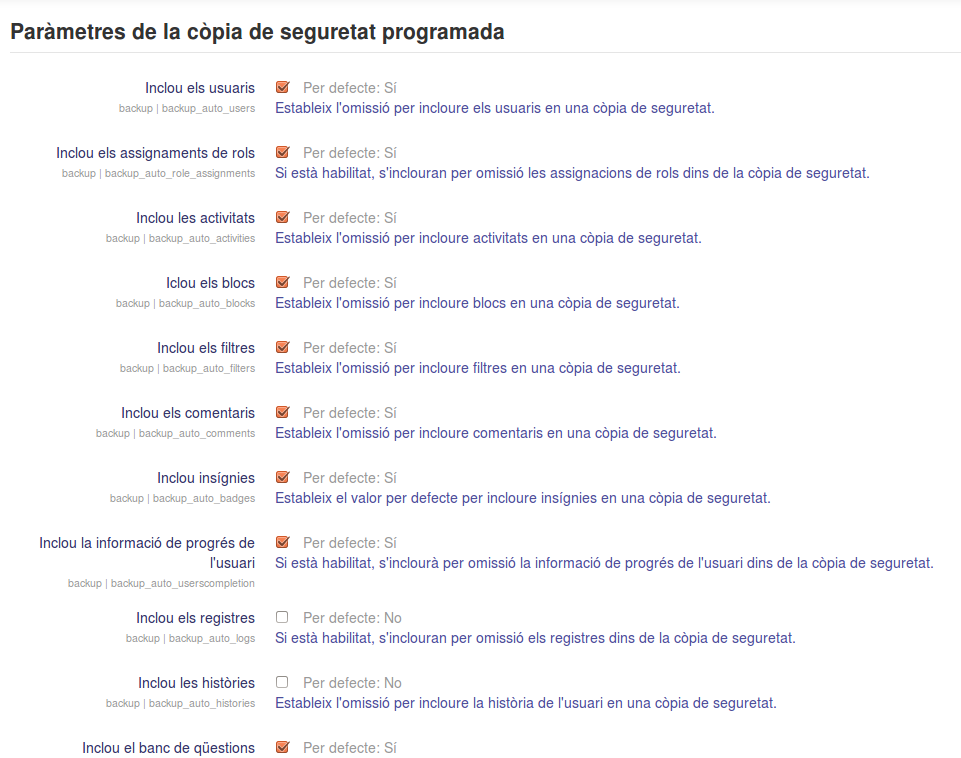 Paràmetres de la còpia de seguretat programada
Inclou els usuaris Per defecte: Sí
backup | backup_auto_users Estableix l'omissió per incloure els usuaris en una còpia de seguretat.
Inclou els assignaments de rols Per defecte: Sí
backup | backup_auto_role_assignments Si està habilitat, s'inclouran per omissió les assignacions de rols dins de la còpia de seguretat.
Inclou les activitats Per defecte: Sí
backup | backup_auto_activities Estableix l'omissió per incloure activitats en una còpia de seguretat.
Iclou els blocs Per defecte: Sí
backup | backup_auto_blocks Estableix l'omissió per incloure blocs en una còpia de seguretat.
Inclou els filtres Per defecte: Sí
backup | backup_auto_filters Estableix l'omissió per incloure filtres en una còpia de seguretat.
Inclou els comentaris Per defecte: Sí
backup | backup_auto_comments Estableix l'omissió per incloure comentaris en una còpia de seguretat.
Inclou insígnies Per defecte: Sí
backup | backup_auto_badges Estableix el valor per defecte per incloure insígnies en una còpia de seguretat.
Inclou la informació de progrés de Per defecte: Sí
l'usuari Si està habilitat, s'inclourà per omissió la informació de progrés de l'usuari dins de la còpia de seguretat.
backup | backup_auto_userscompletion
Inclou els registres Per defecte: No
backup | backup_auto_logs Si està habilitat, s'inclouran per omissió els registres dins de la còpia de seguretat.
Inclou les històries Per defecte: No
backup | backup_auto_histories Estableix l'omissió per incloure la història de l'usuari en una còpia de seguretat.
Inclou el banc de qüestions Per defecte: Sí